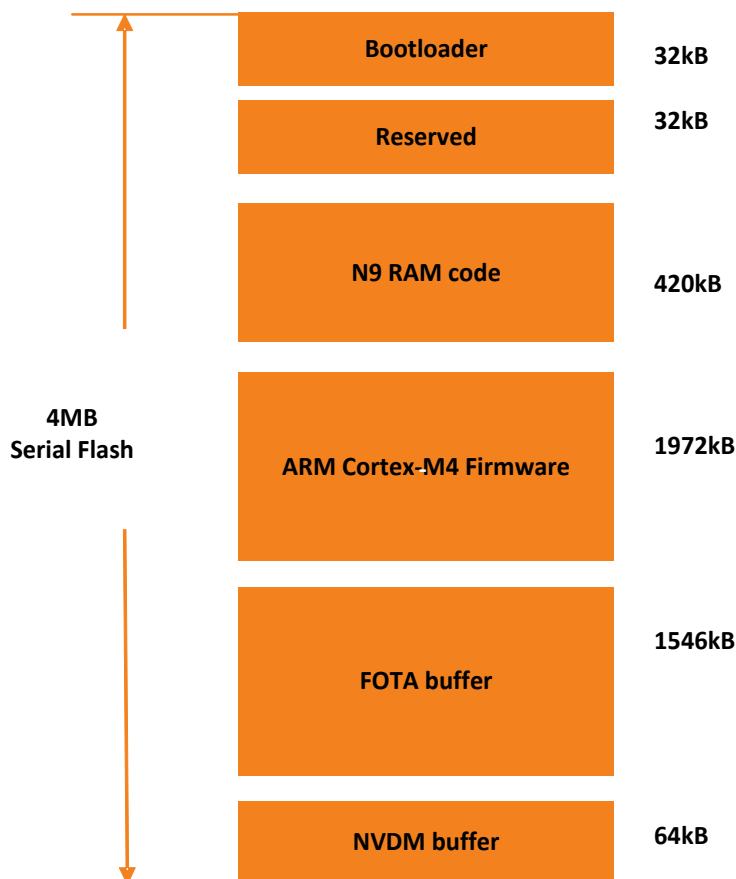 Bootloader
32kB
Reserved
32kB
N9 RAM code
420kB
4MB
Serial Flash
ARM Cortex-M4 Firmware
1972kB
FOTA buffer
1546kB
NVDM buffer
64kB